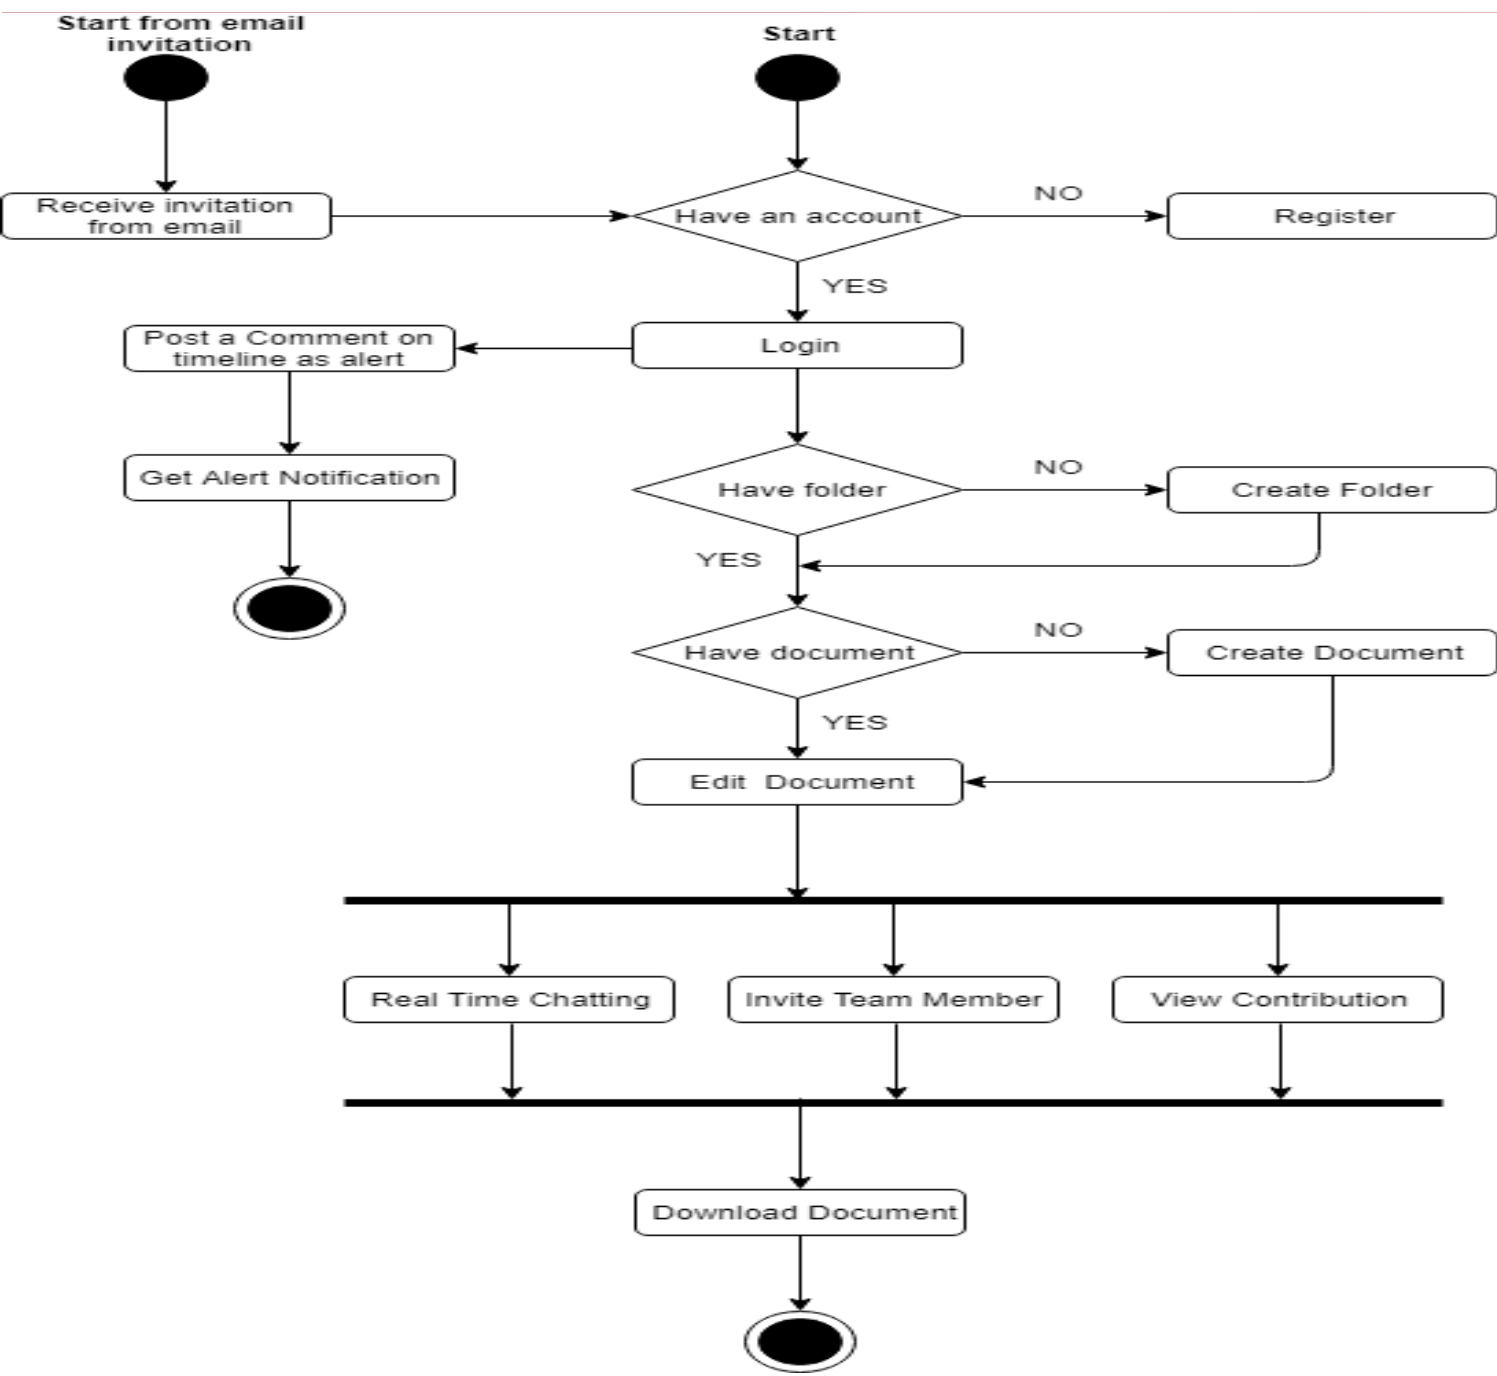 Start from email
invitation
Start
Receive invitation
from email
Have an account
NO
Register
YES
Post a Comment on
timeline as alert
Login
Get Alert Notification
Have folder
NO
Create Folder
YES
Have document
NO
Create Document
YES
Edit  Document
Real Time Chatting
Invite Team Member
View Contribution
Download Document